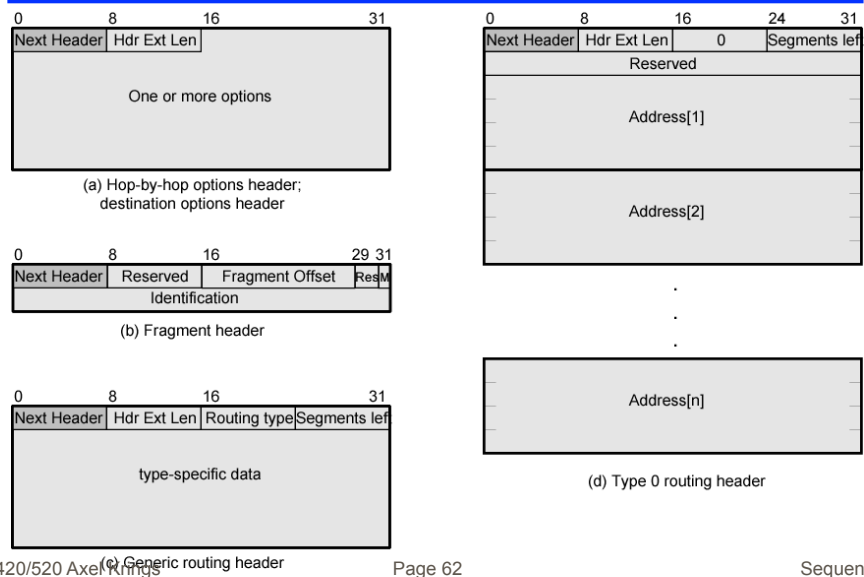 0 8 16 31
Next Header Hdr Ext Len
One or more options
(a) Hop-by-hop options header;
destination options header
0 8 16 29 31
Next Header Reserved Fragment Offset Res M
Identification
(b) Fragment header
0 8 16 31
Next Header Hdr Ext Len Routing type Segments left
type-specific data
(c) Generic routing header
0 8 16 24 31
Next Header Hdr Ext Len 0 Segments lef
Reserved
Address[1]
Address[2]
.
.
.
Address[n]
(d) Type 0 routing header
420/520 Axel Krings Page 62 Sequen